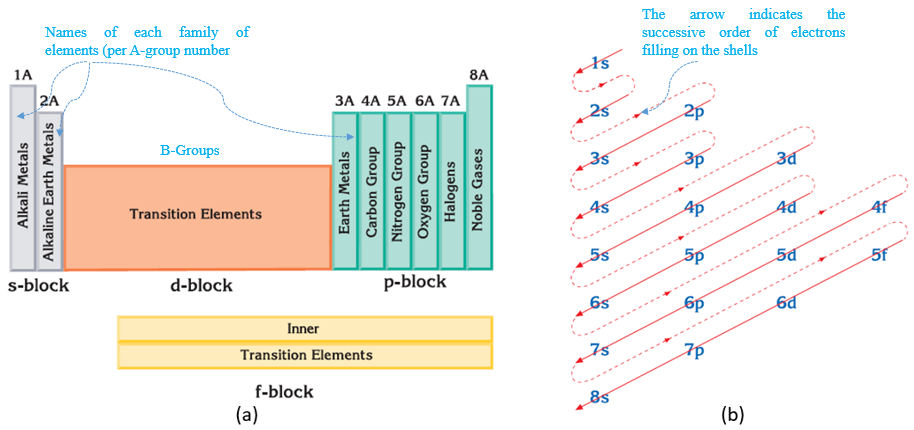 Names of each family of
elements (per A-group number
1A
2A
3A 4A 5A 6A 7A
8A
Alkali Metals
Alkaline Earth Metals
B-Groups
Transition Elements
Earth Metals
Carbon Group
Nitrogen Group
Oxygen Group
Halogens
Noble Gases
s-block
d-block
p-block
Inner
Transition Elements
f-block
(a)
The arrow indicates the
successive order of electrons
filling on the shells
1s
2s 2p
3s 3p 3d
4s 4p 4d 4f
5s 5p 5d 5f
6s 6p 6d
7s 7p
8s
(b)